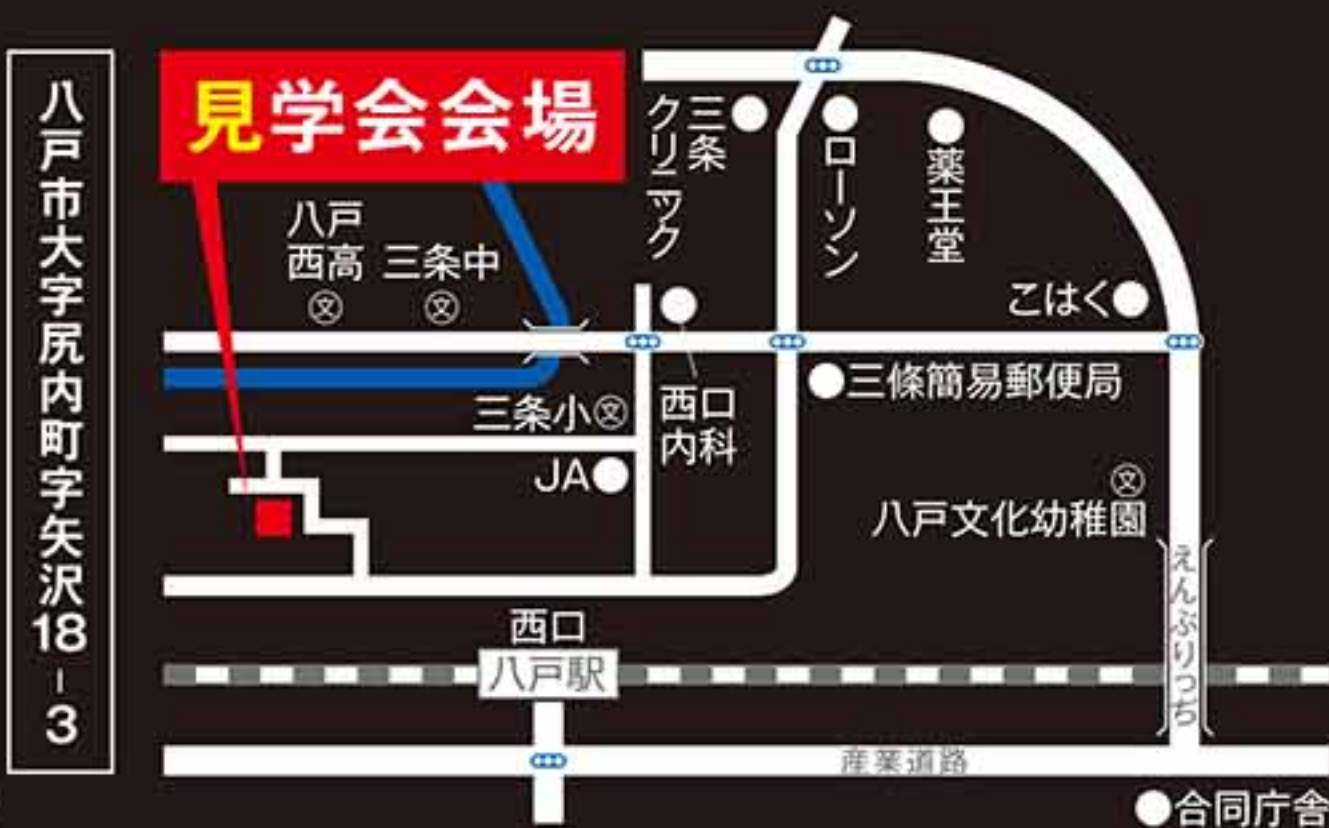 八戸市大字尻内町字矢沢18-3
見学会会場
三条
クリニック
ローソン
薬王堂
八戸
西高
文
三条中
文
こはく
三條簡易郵便局
三条小
文
西口
内科
JA
文
八戸文化幼稚園
えんぶりっち
西口
八戸駅
産業道路
合同庁舎